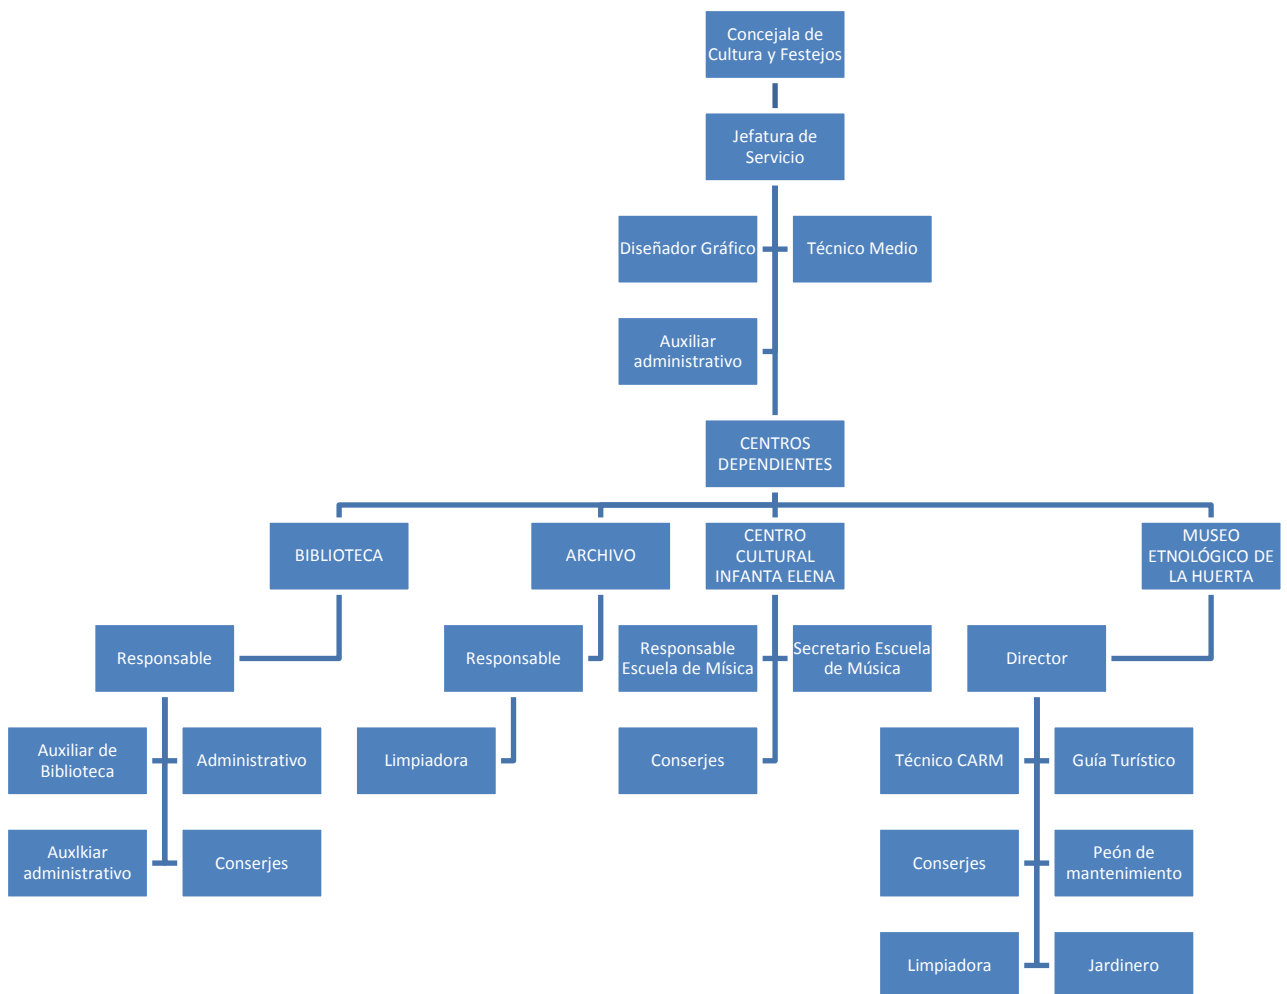 Concejala de
Cultura y Festejos
Jefatura de
Servicio
Diseñador Gráfico
Técnico Medio
Auxiliar
administrativo
CENTROS
DEPENDIENTES
BIBLIOTECA
ARCHIVO
CENTRO
CULTURAL
INFANTA ELENA
MUSEO
ETNOLÓGICO DE
LA HUERTA
Responsable
Responsable
Responsable
Escuela de Mísica
Secretario Escuela
de Música
Director
Auxiliar de
Biblioteca
Administrativo
Limpiadora
Conserjes
Técnico CARM
Guía Turístico
Auxlkiar
administrativo
Conserjes
Conserjes
Peón de
mantenimiento
Limpiadora
Jardinero